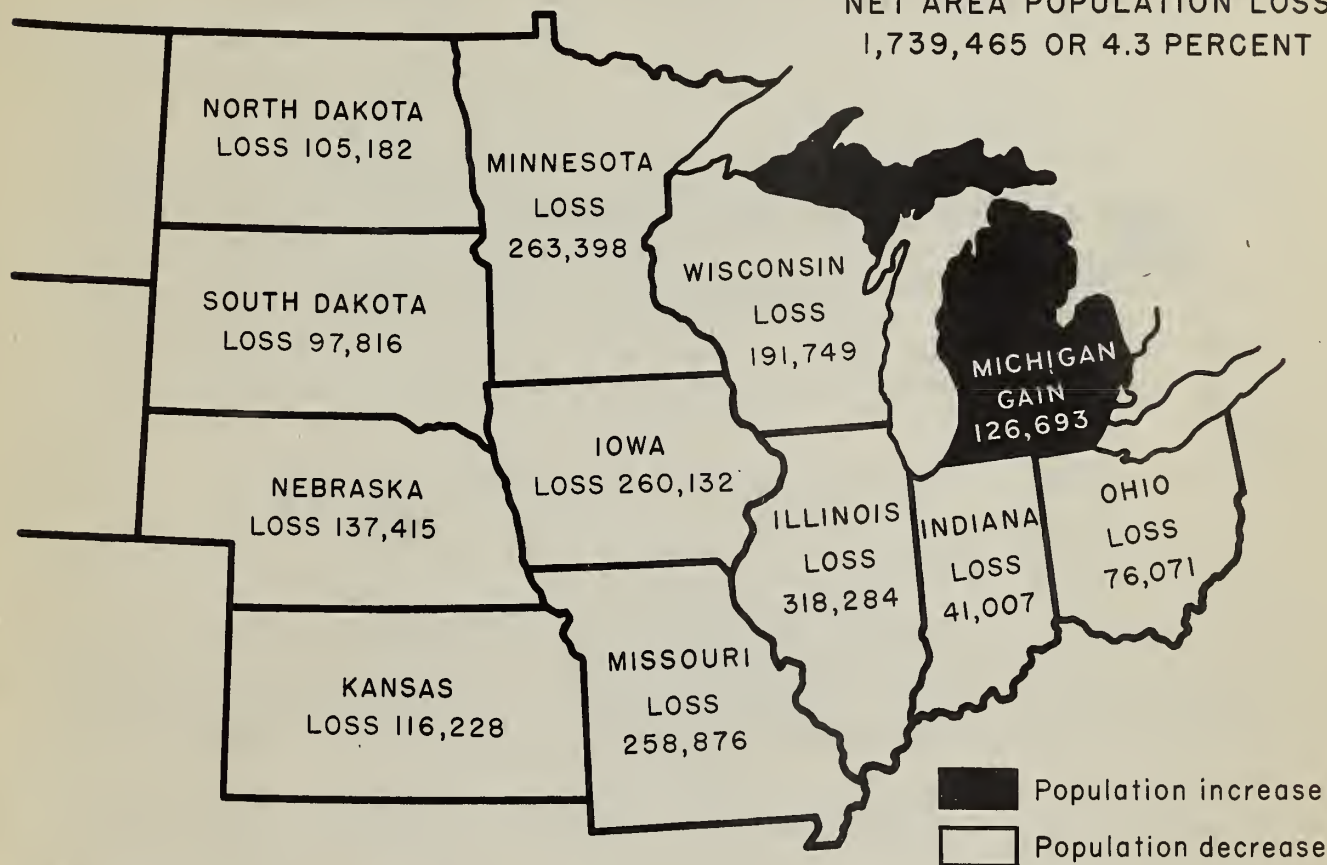 NET AREA POPULATION LOSS
1,739,465 OR 4.3 PERCENT
NORTH DAKOTA
LOSS 105,182
MINNESOTA
LOSS
263,398
WISCONSIN
LOSS
191,749
SOUTH DAKOTA
LOSS 97,816
MICHIGAN
GAIN
126,693
IOWA
LOSS 260,132
NEBRASKA
LOSS 137,415
ILLINOIS
LOSS
318,284
INDIANA
LOSS
41,007
OHIO
LOSS
76,071
KANSAS
LOSS 116,228
MISSOURI
LOSS
258,876
Population increase
Population decrease